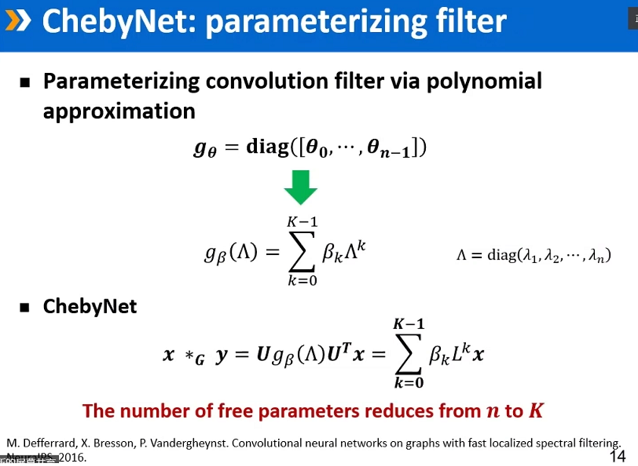 ChebyNet: parameterizing filter
■ Parameterizing convolution filter via polynomial
approximation
g_θ = diag([θ_0, ⋯, θ_{n−1}])
g_β(Λ) = ∑_{k=0}^{K−1} β_k Λ^k
Λ = diag(λ_1, λ_2, ⋯, λ_n)
■ ChebyNet
x *_G y = U g_β(Λ) U^T x = ∑_{k=0}^{K−1} β_k L^k x
The number of free parameters reduces from n to K
M. Defferrard, X. Bresson, P. Vandergheynst. Convolutional neural networks on graphs with fast localized spectral filtering.
2016.
14